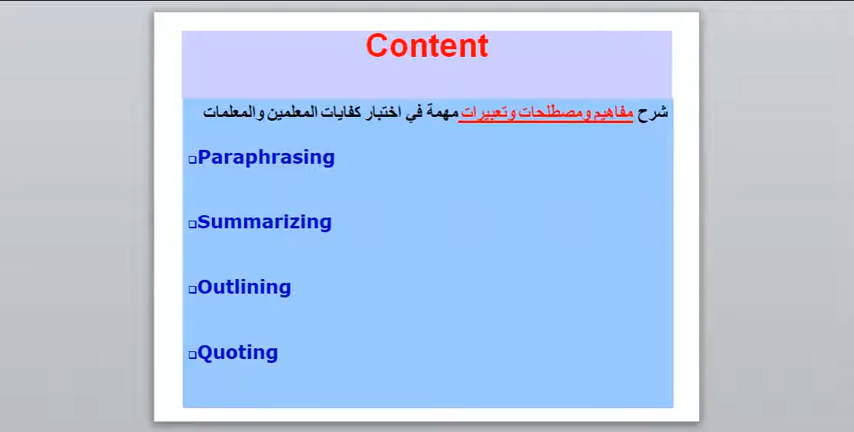 Content
شرح مفاهيم ومصطلحات وتعبيرات مهمة في اختبار كفايات المعلمين والمعلمات
Paraphrasing
Summarizing
Outlining
Quoting